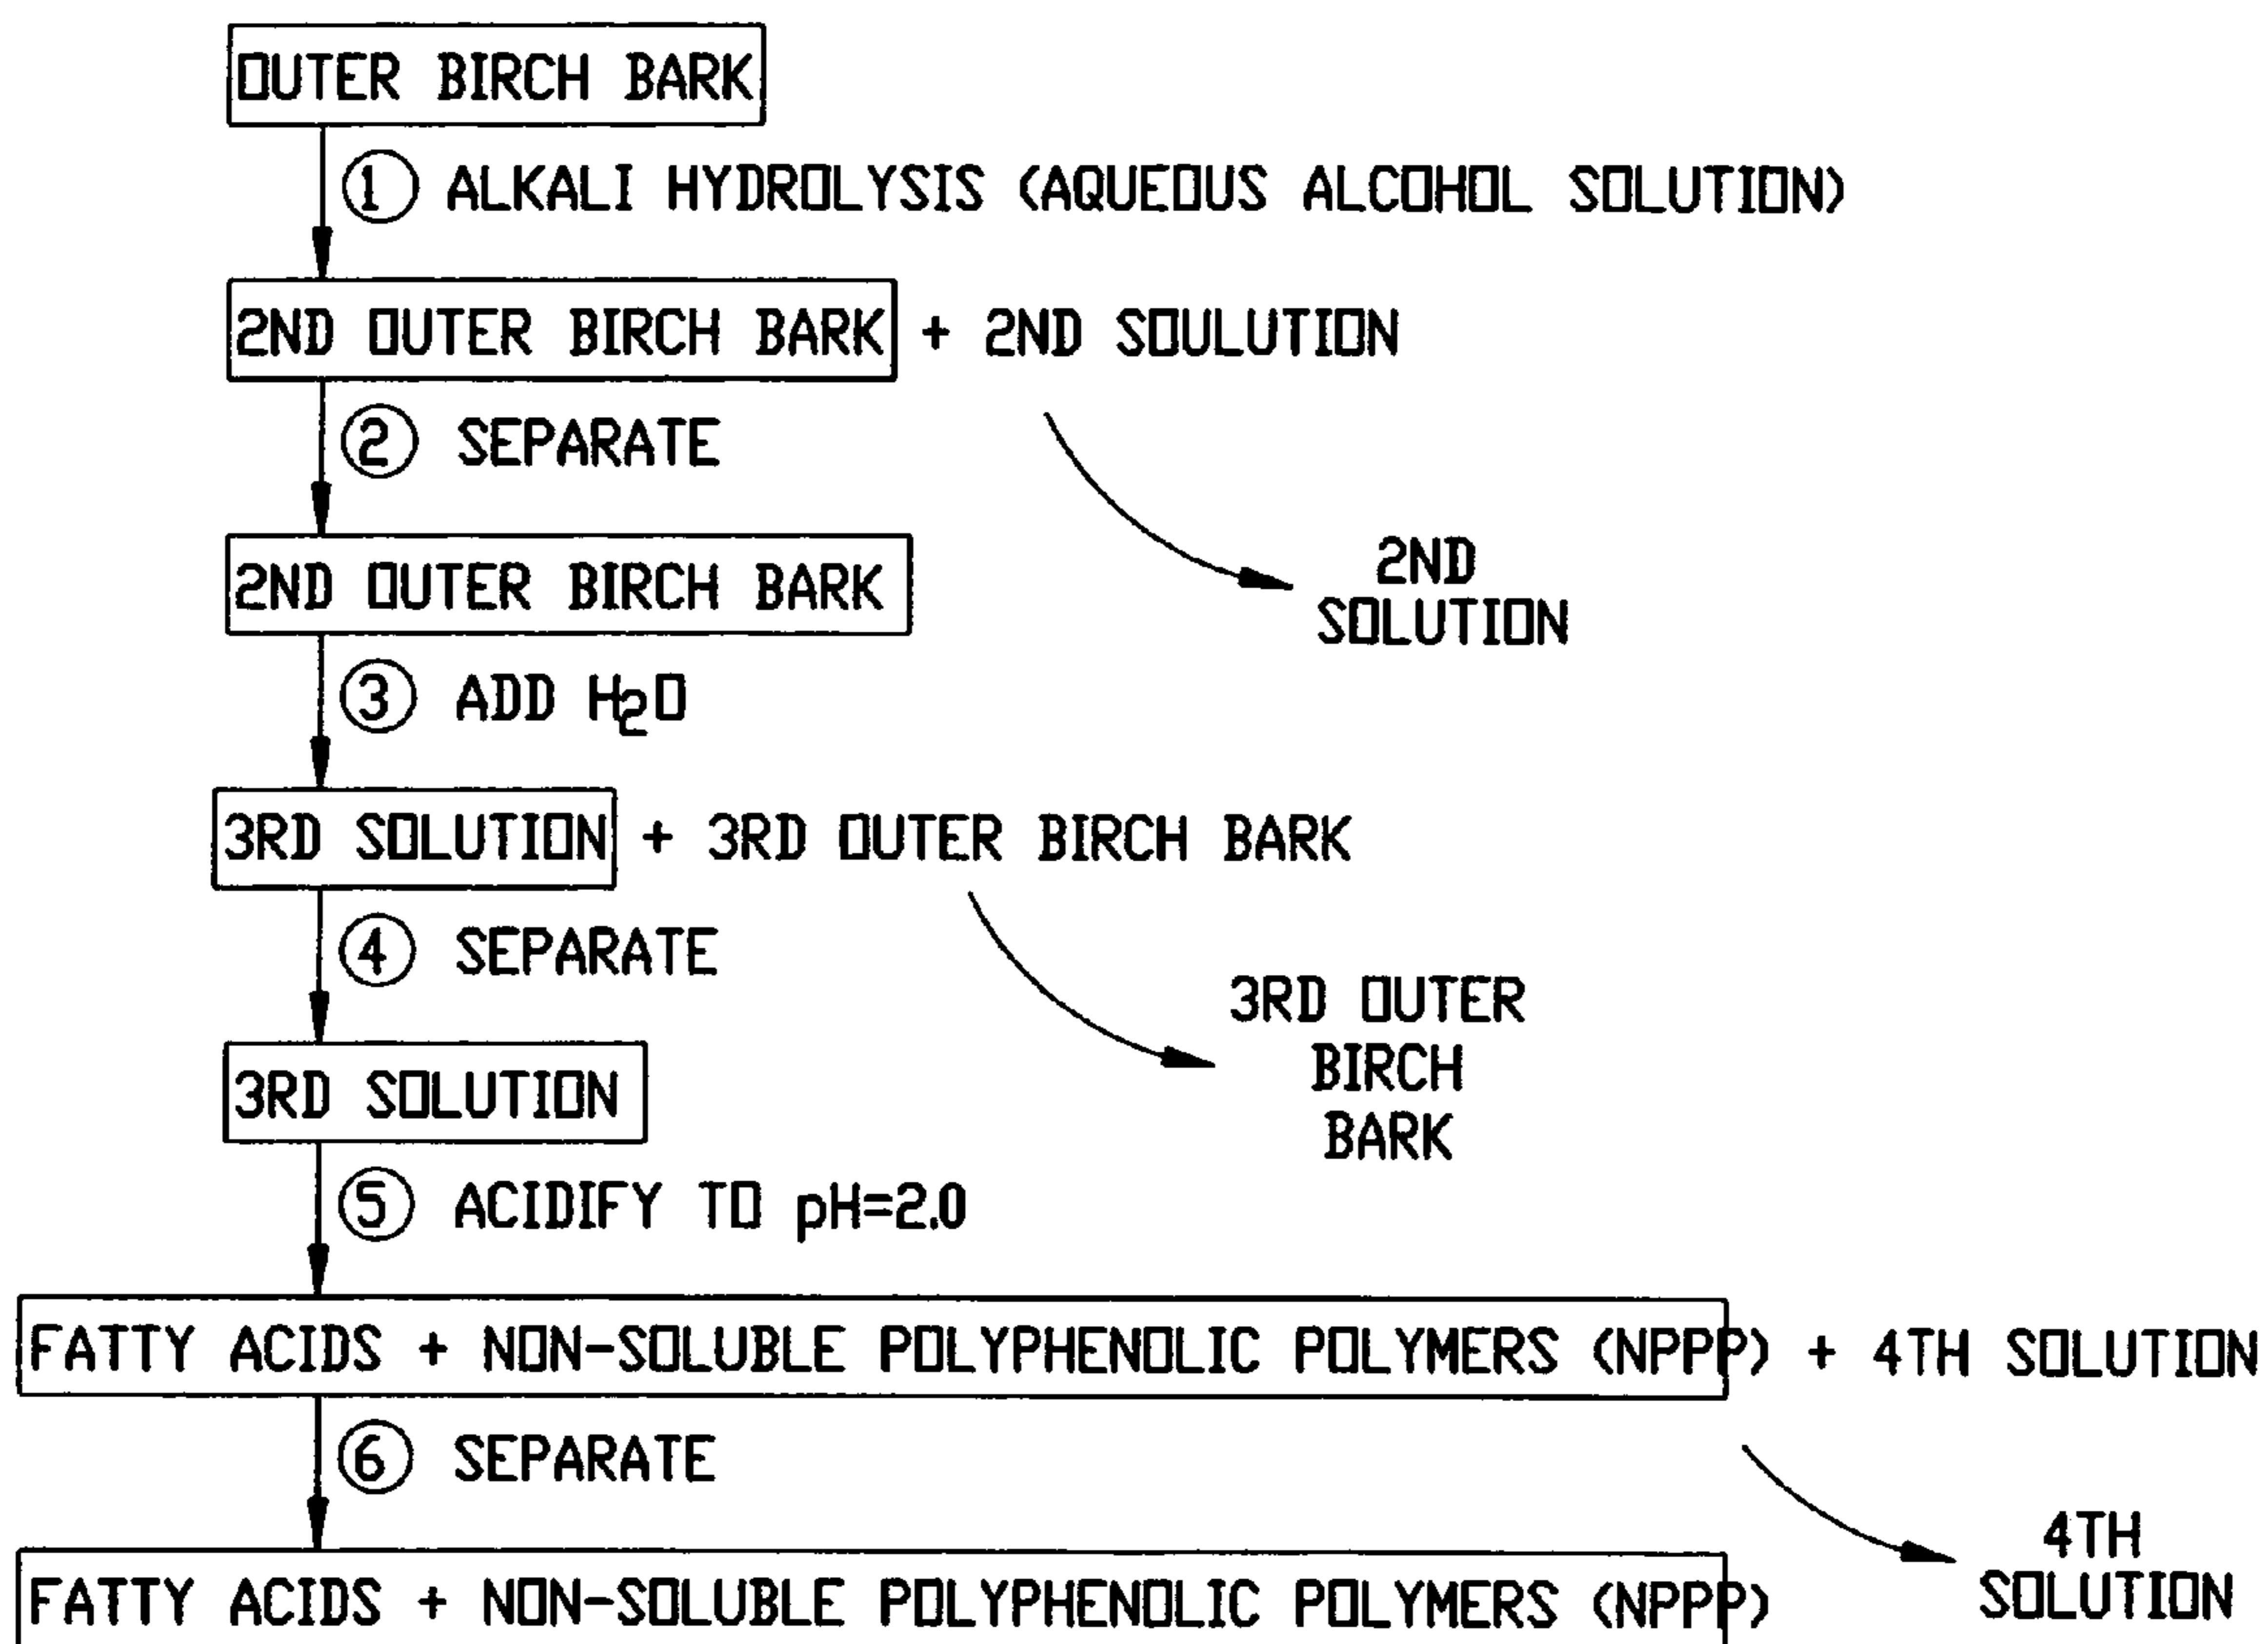 OUTER BIRCH BARK
① ALKALI HYDROLYSIS (AQUEOUS ALCOHOL SOLUTION)
2ND OUTER BIRCH BARK + 2ND SOULUTION
② SEPARATE
2ND OUTER BIRCH BARK
2ND
SOLUTION
③ ADD H₂O
3RD SOLUTION + 3RD OUTER BIRCH BARK
④ SEPARATE
3RD OUTER
BIRCH
BARK
3RD SOLUTION
⑤ ACIDIFY TO pH=2.0
FATTY ACIDS + NON-SOLUBLE POLYPHENOLIC POLYMERS (NPPP) + 4TH SOLUTION
⑥ SEPARATE
4TH
SOLUTION
FATTY ACIDS + NON-SOLUBLE POLYPHENOLIC POLYMERS (NPPP)